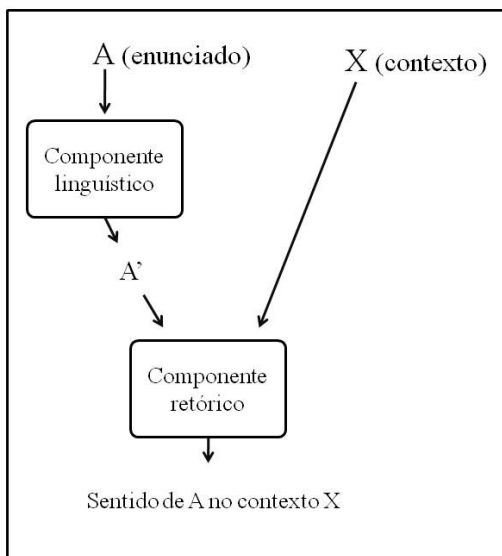 A (enunciado)
X (contexto)
Componente
linguístico
A’
Componente
retórico
Sentido de A no contexto X